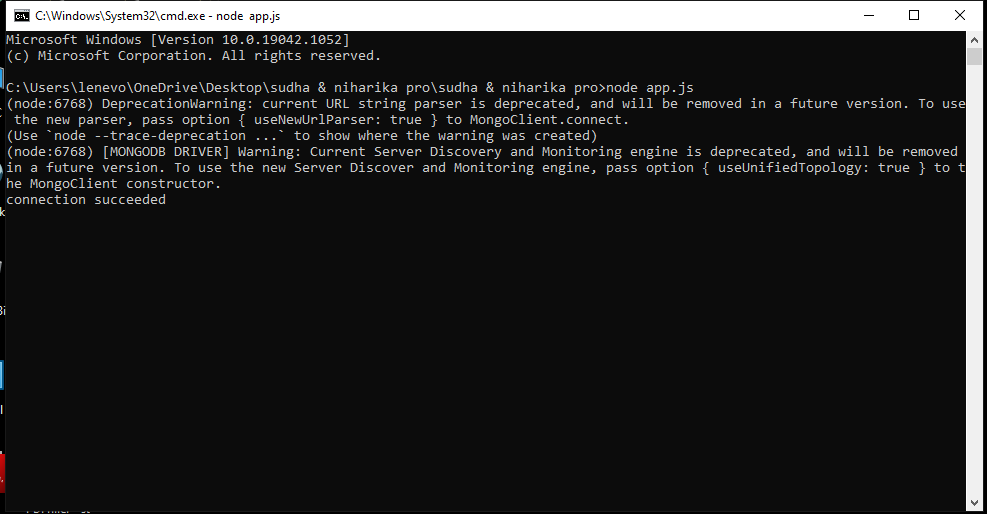 C:\Windows\System32\cmd.exe - node app.js
Microsoft Windows [Version 10.0.19042.1052]
(c) Microsoft Corporation. All rights reserved.
C:\Users\lenevo\OneDrive\Desktop\sudha & niharika pro\sudha & niharika pro>node app.js
(node:6768) DeprecationWarning: current URL string parser is deprecated, and will be removed in a future version. To use
the new parser, pass option { useNewUrlParser: true } to MongoClient.connect.
(Use `node --trace-deprecation ...` to show where the warning was created)
(node:6768) [MONGODB DRIVER] Warning: Current Server Discovery and Monitoring engine is deprecated, and will be removed
in a future version. To use the new Server Discover and Monitoring engine, pass option { useUnifiedTopology: true } to t
he MongoClient constructor.
connection succeeded